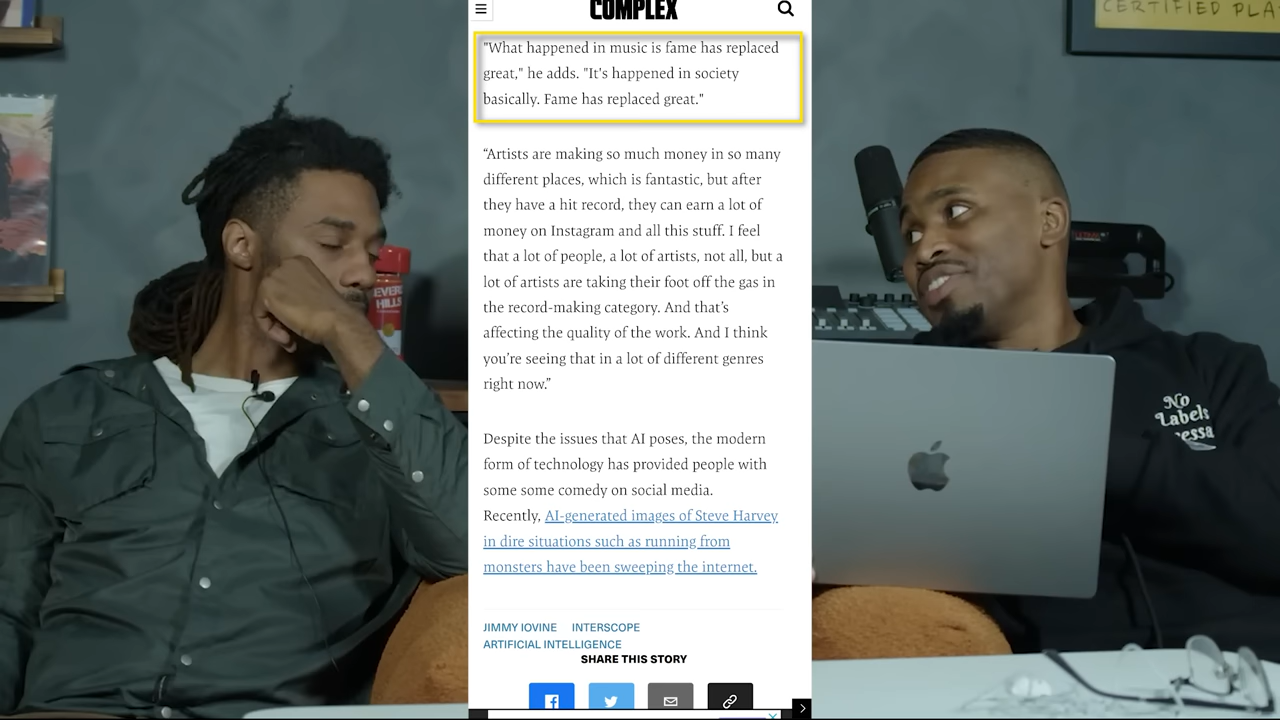 COMPLEX
CERTIFIED PLA
"What happened in music is fame has replaced
great," he adds. "It's happened in society
basically. Fame has replaced great."
“Artists are making so much money in so many
different places, which is fantastic, but after
they have a hit record, they can earn a lot of
money on Instagram and all this stuff. I feel
that a lot of people, a lot of artists, not all, but a
lot of artists are taking their foot off the gas in
the record-making category. And that’s
affecting the quality of the work. And I think
you’re seeing that in a lot of different genres
right now.”
Despite the issues that AI poses, the modern
form of technology has provided people with
some some comedy on social media.
Recently, AI-generated images of Steve Harvey
in dire situations such as running from
monsters have been sweeping the internet.
JIMMY IOVINE INTERSCOPE
ARTIFICIAL INTELLIGENCE
SHARE THIS STORY
EVER
HILLS
No
Labels
essa